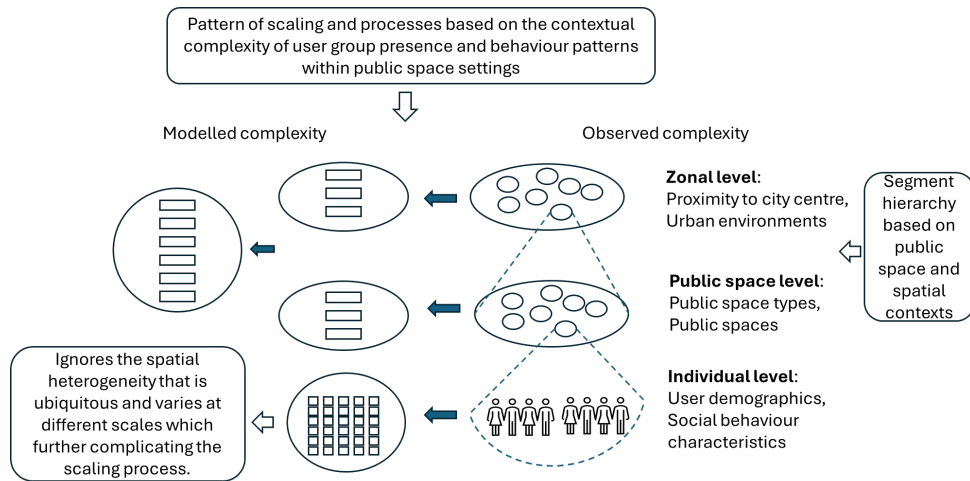 Pattern of scaling and processes based on the contextual
complexity of user group presence and behaviour patterns
within public space settings
Modelled complexity
Observed complexity
Zonal level:
Proximity to city centre,
Urban environments
Public space level:
Public space types,
Public spaces
Individual level:
User demographics,
Social behaviour
characteristics
Segment
hierarchy
based on
public
space and
spatial
contexts
Ignores the spatial
heterogeneity that is
ubiquitous and varies at
different scales which
further complicating the
scaling process.